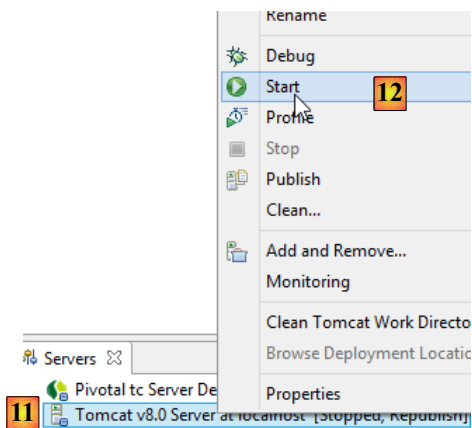 Rename
Debug
Start
12
Profile
Stop
Publish
Clean...
Add and Remove...
Monitoring
Clean Tomcat Work Directo
Browse Deployment Locatio
Servers
Pivotal tc Server De
Properties
11
Tomcat v8.0 Server at localhost [Stopped, Republish]